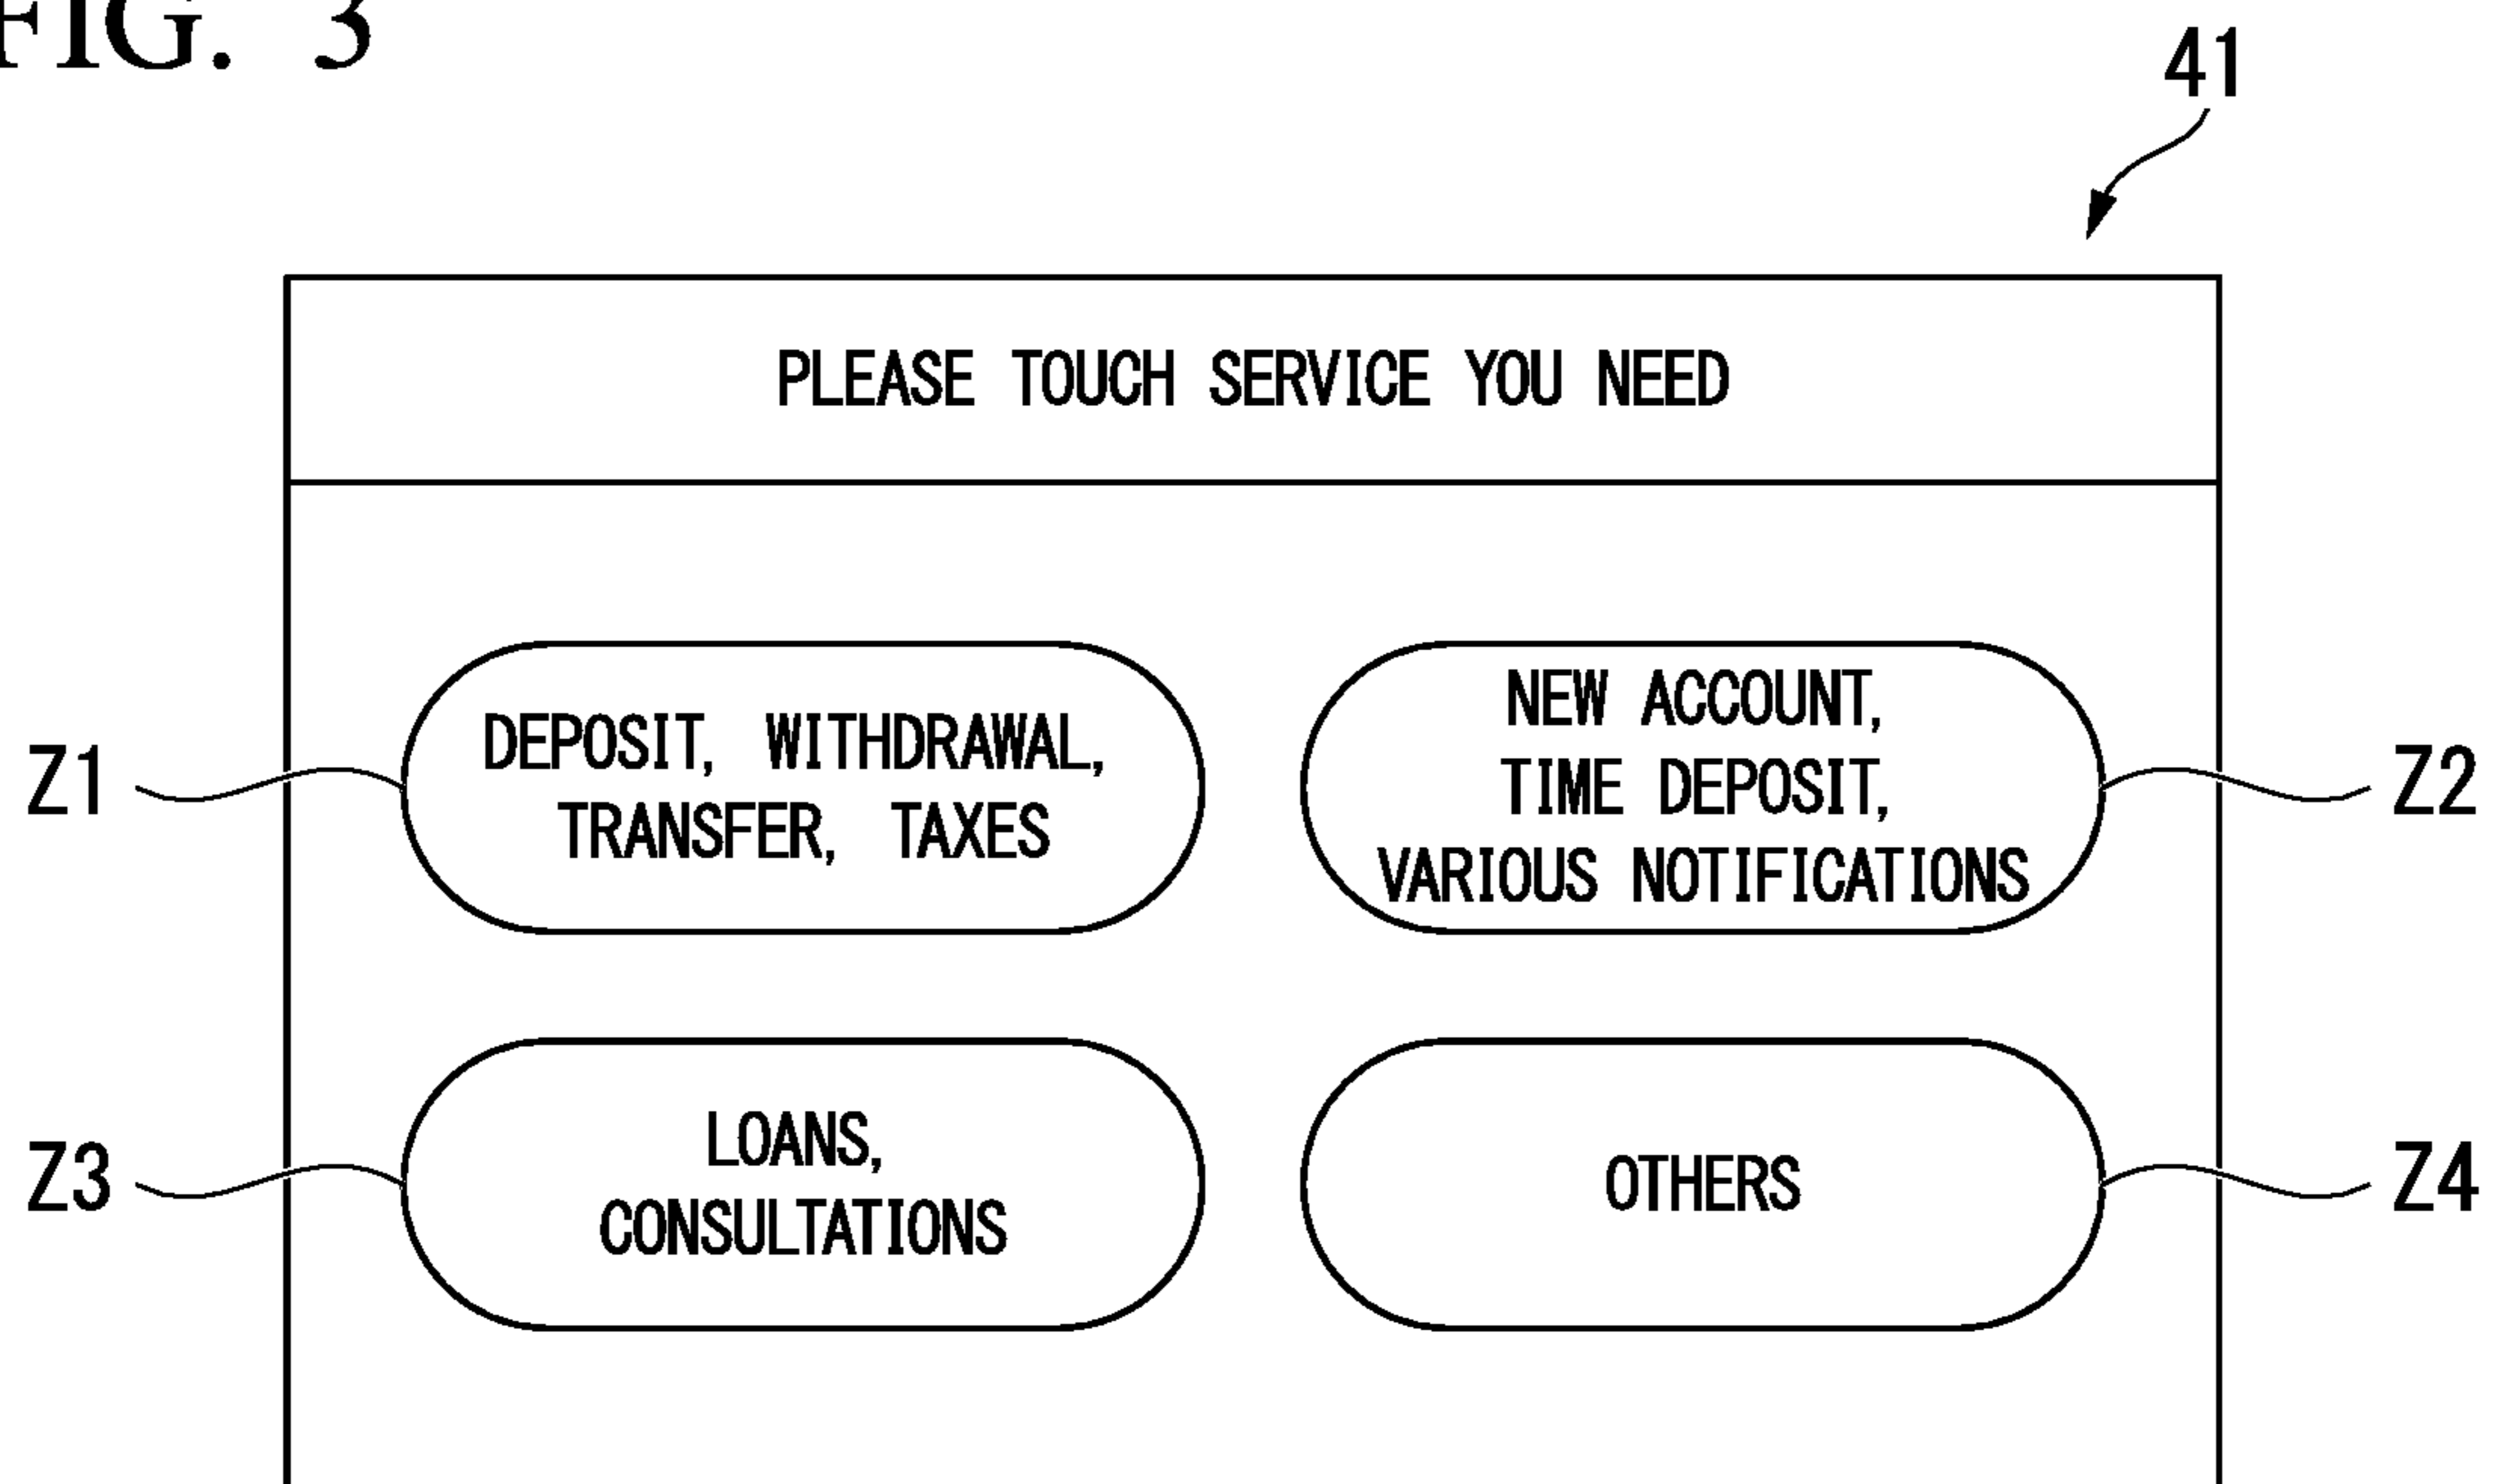 FIG. 3
41
PLEASE TOUCH SERVICE YOU NEED
Z1
DEPOSIT, WITHDRAWAL,
TRANSFER, TAXES
NEW ACCOUNT,
TIME DEPOSIT,
VARIOUS NOTIFICATIONS
Z2
Z3
LOANS,
CONSULTATIONS
OTHERS
Z4